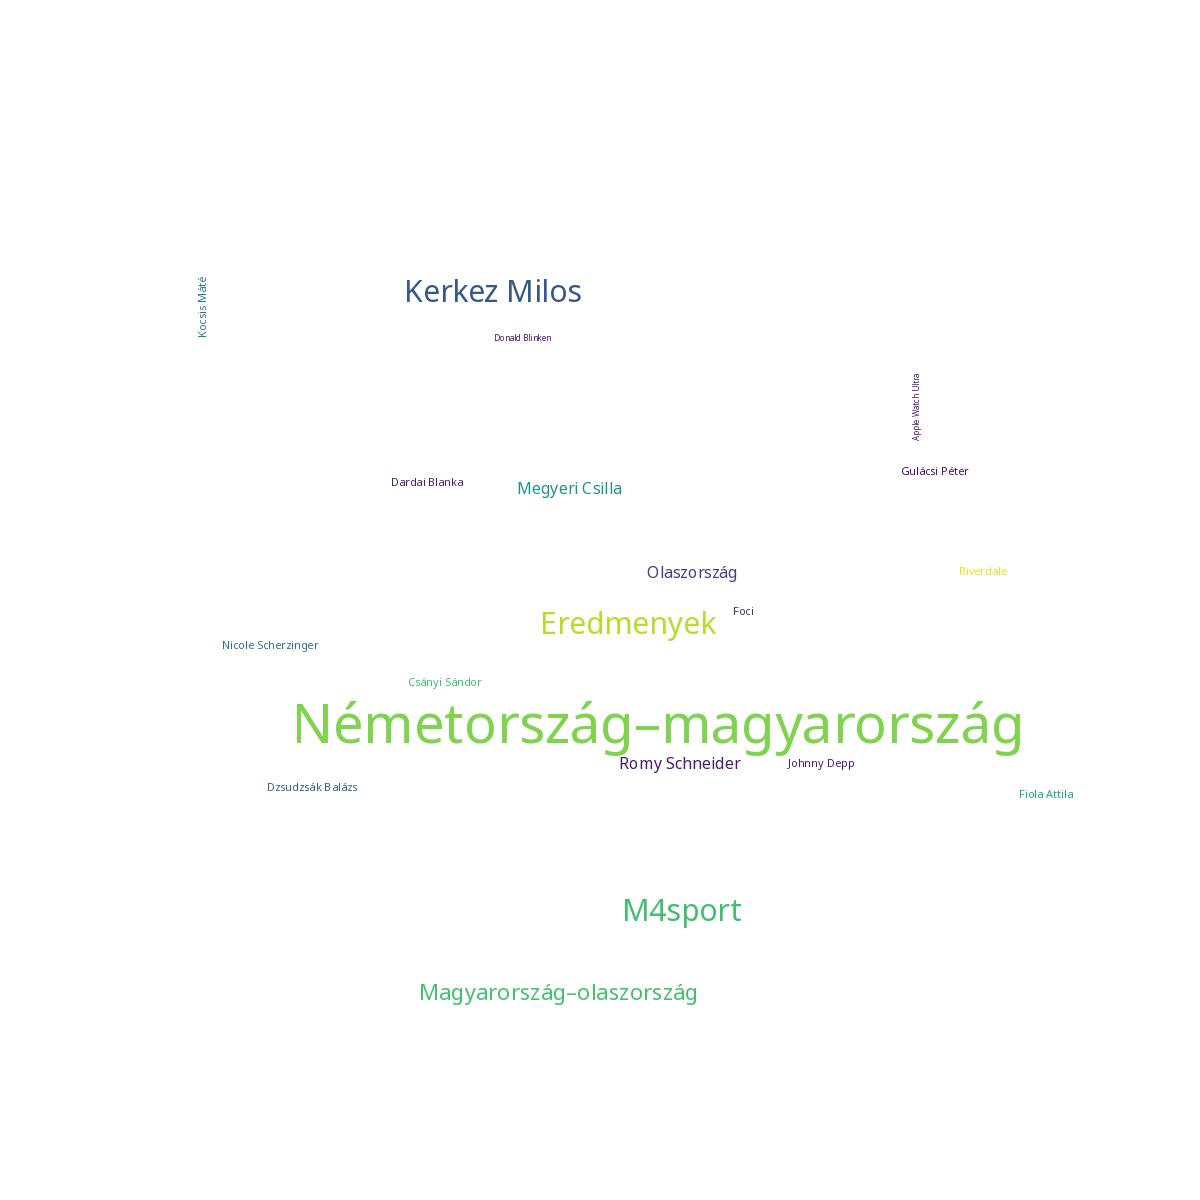 Kocsis Máté
Kerkez Milos
Donald Blinken
Apple Watch Ultra
Gulácsi Péter
Dardai Blanka
Megyeri Csilla
Olaszország
Riverdale
Foci
Eredmenyek
Nicole Scherzinger
Csányi Sándor
Németország–magyarország
Romy Schneider
Johnny Depp
Dzsudzsák Balázs
Fiola Attila
M4sport
Magyarország–olaszország